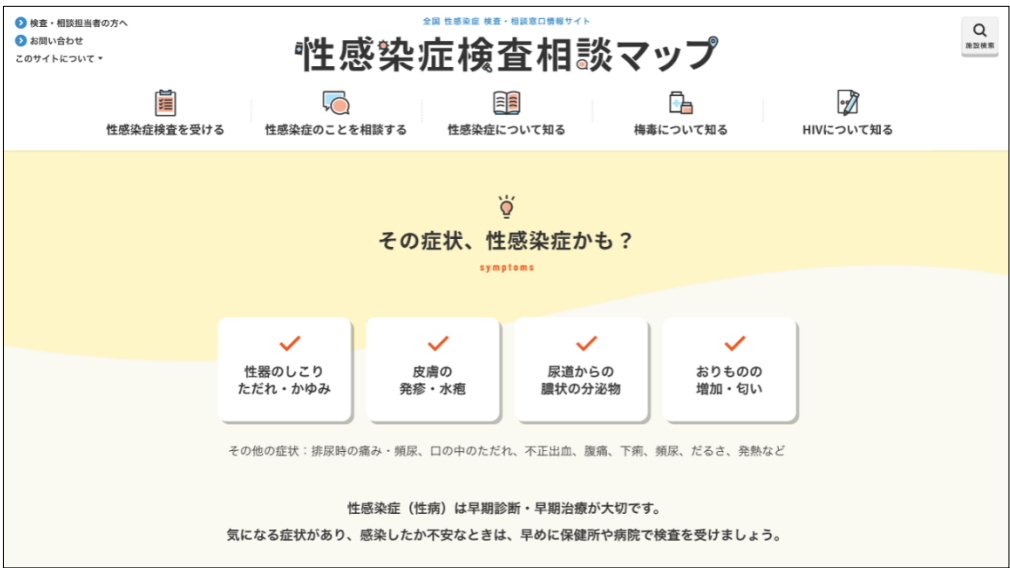 検査・相談担当者の方へ
お問い合わせ
このサイトについて
全国 性感染症 検査・相談窓口情報サイト
性感染症検査相談マップ
施設検索
性感染症検査を受ける
性感染症のことを相談する
性感染症について知る
梅毒について知る
HIVについて知る
その症状、性感染症かも？
symptoms
性器のしこり
ただれ・かゆみ
皮膚の
発疹・水疱
尿道からの
膿状の分泌物
おりものの
増加・匂い
その他の症状：排尿時の痛み・頻尿、口の中のただれ、不正出血、腹痛、下痢、頻尿、だるさ、発熱など
性感染症（性病）は早期診断・早期治療が大切です。
気になる症状があり、感染したか不安なときは、早めに保健所や病院で検査を受けましょう。